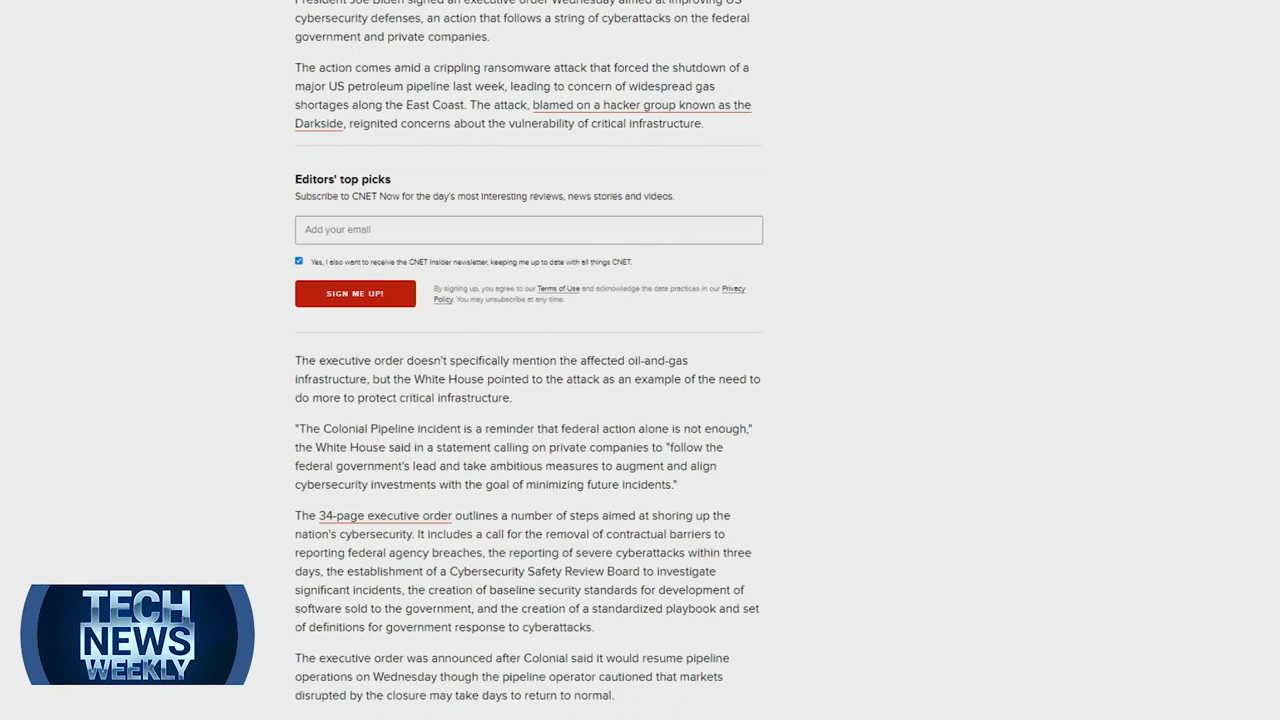 President Joe Biden signed an executive order Wednesday aimed at improving US
cybersecurity defenses, an action that follows a string of cyberattacks on the federal
government and private companies.
The action comes amid a crippling ransomware attack that forced the shutdown of a
major US petroleum pipeline last week, leading to concern of widespread gas
shortages along the East Coast. The attack, blamed on a hacker group known as the
Darkside, reignited concerns about the vulnerability of critical infrastructure.
Editors' top picks
Subscribe to CNET Now for the day's most interesting reviews, news stories and videos.
Add your email
Yes, I also want to receive the CNET Insider newsletter, keeping me up to date with all things CNET.
SIGN ME UP!
By signing up, you agree to our Terms of Use and acknowledge the data practices in our Privacy
Policy. You may unsubscribe at any time.
The executive order doesn't specifically mention the affected oil-and-gas
infrastructure, but the White House pointed to the attack as an example of the need to
do more to protect critical infrastructure.
"The Colonial Pipeline incident is a reminder that federal action alone is not enough,"
the White House said in a statement calling on private companies to "follow the
federal government's lead and take ambitious measures to augment and align
cybersecurity investments with the goal of minimizing future incidents."
The 34-page executive order outlines a number of steps aimed at shoring up the
nation's cybersecurity. It includes a call for the removal of contractual barriers to
reporting federal agency breaches, the reporting of severe cyberattacks within three
days, the establishment of a Cybersecurity Safety Review Board to investigate
significant incidents, the creation of baseline security standards for development of
software sold to the government, and the creation of a standardized playbook and set
of definitions for government response to cyberattacks.
The executive order was announced after Colonial said it would resume pipeline
operations on Wednesday though the pipeline operator cautioned that markets
disrupted by the closure may take days to return to normal.
TECH
NEWS
WEEKLY